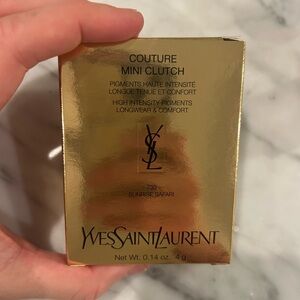 COUTURE
MINI CLUTCH
PIGMENTS HAUTE INTENSITÉ
LONGUE TENUE ET CONFORT
HIGH INTENSITY PIGMENTS
LONGWEAR & COMFORT
YSL
SUNRISE SAFARI
YVESSAINTLAURENT
Net Wt. 0.14 oz. 4 g